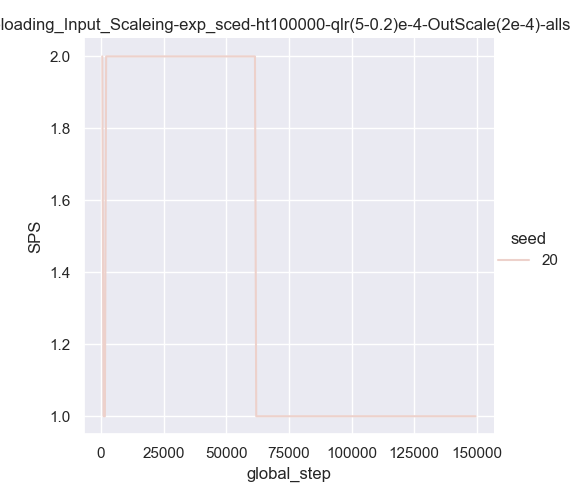 loading_Input_Scaleing-exp_sced-ht100000-qlr(5-0.2)e-4-OutScale(2e-4)-alls
2.0
1.8
1.6
1.4
1.2
1.0
SPS
seed
20
0 25000 50000 75000 100000 125000 150000
global_step